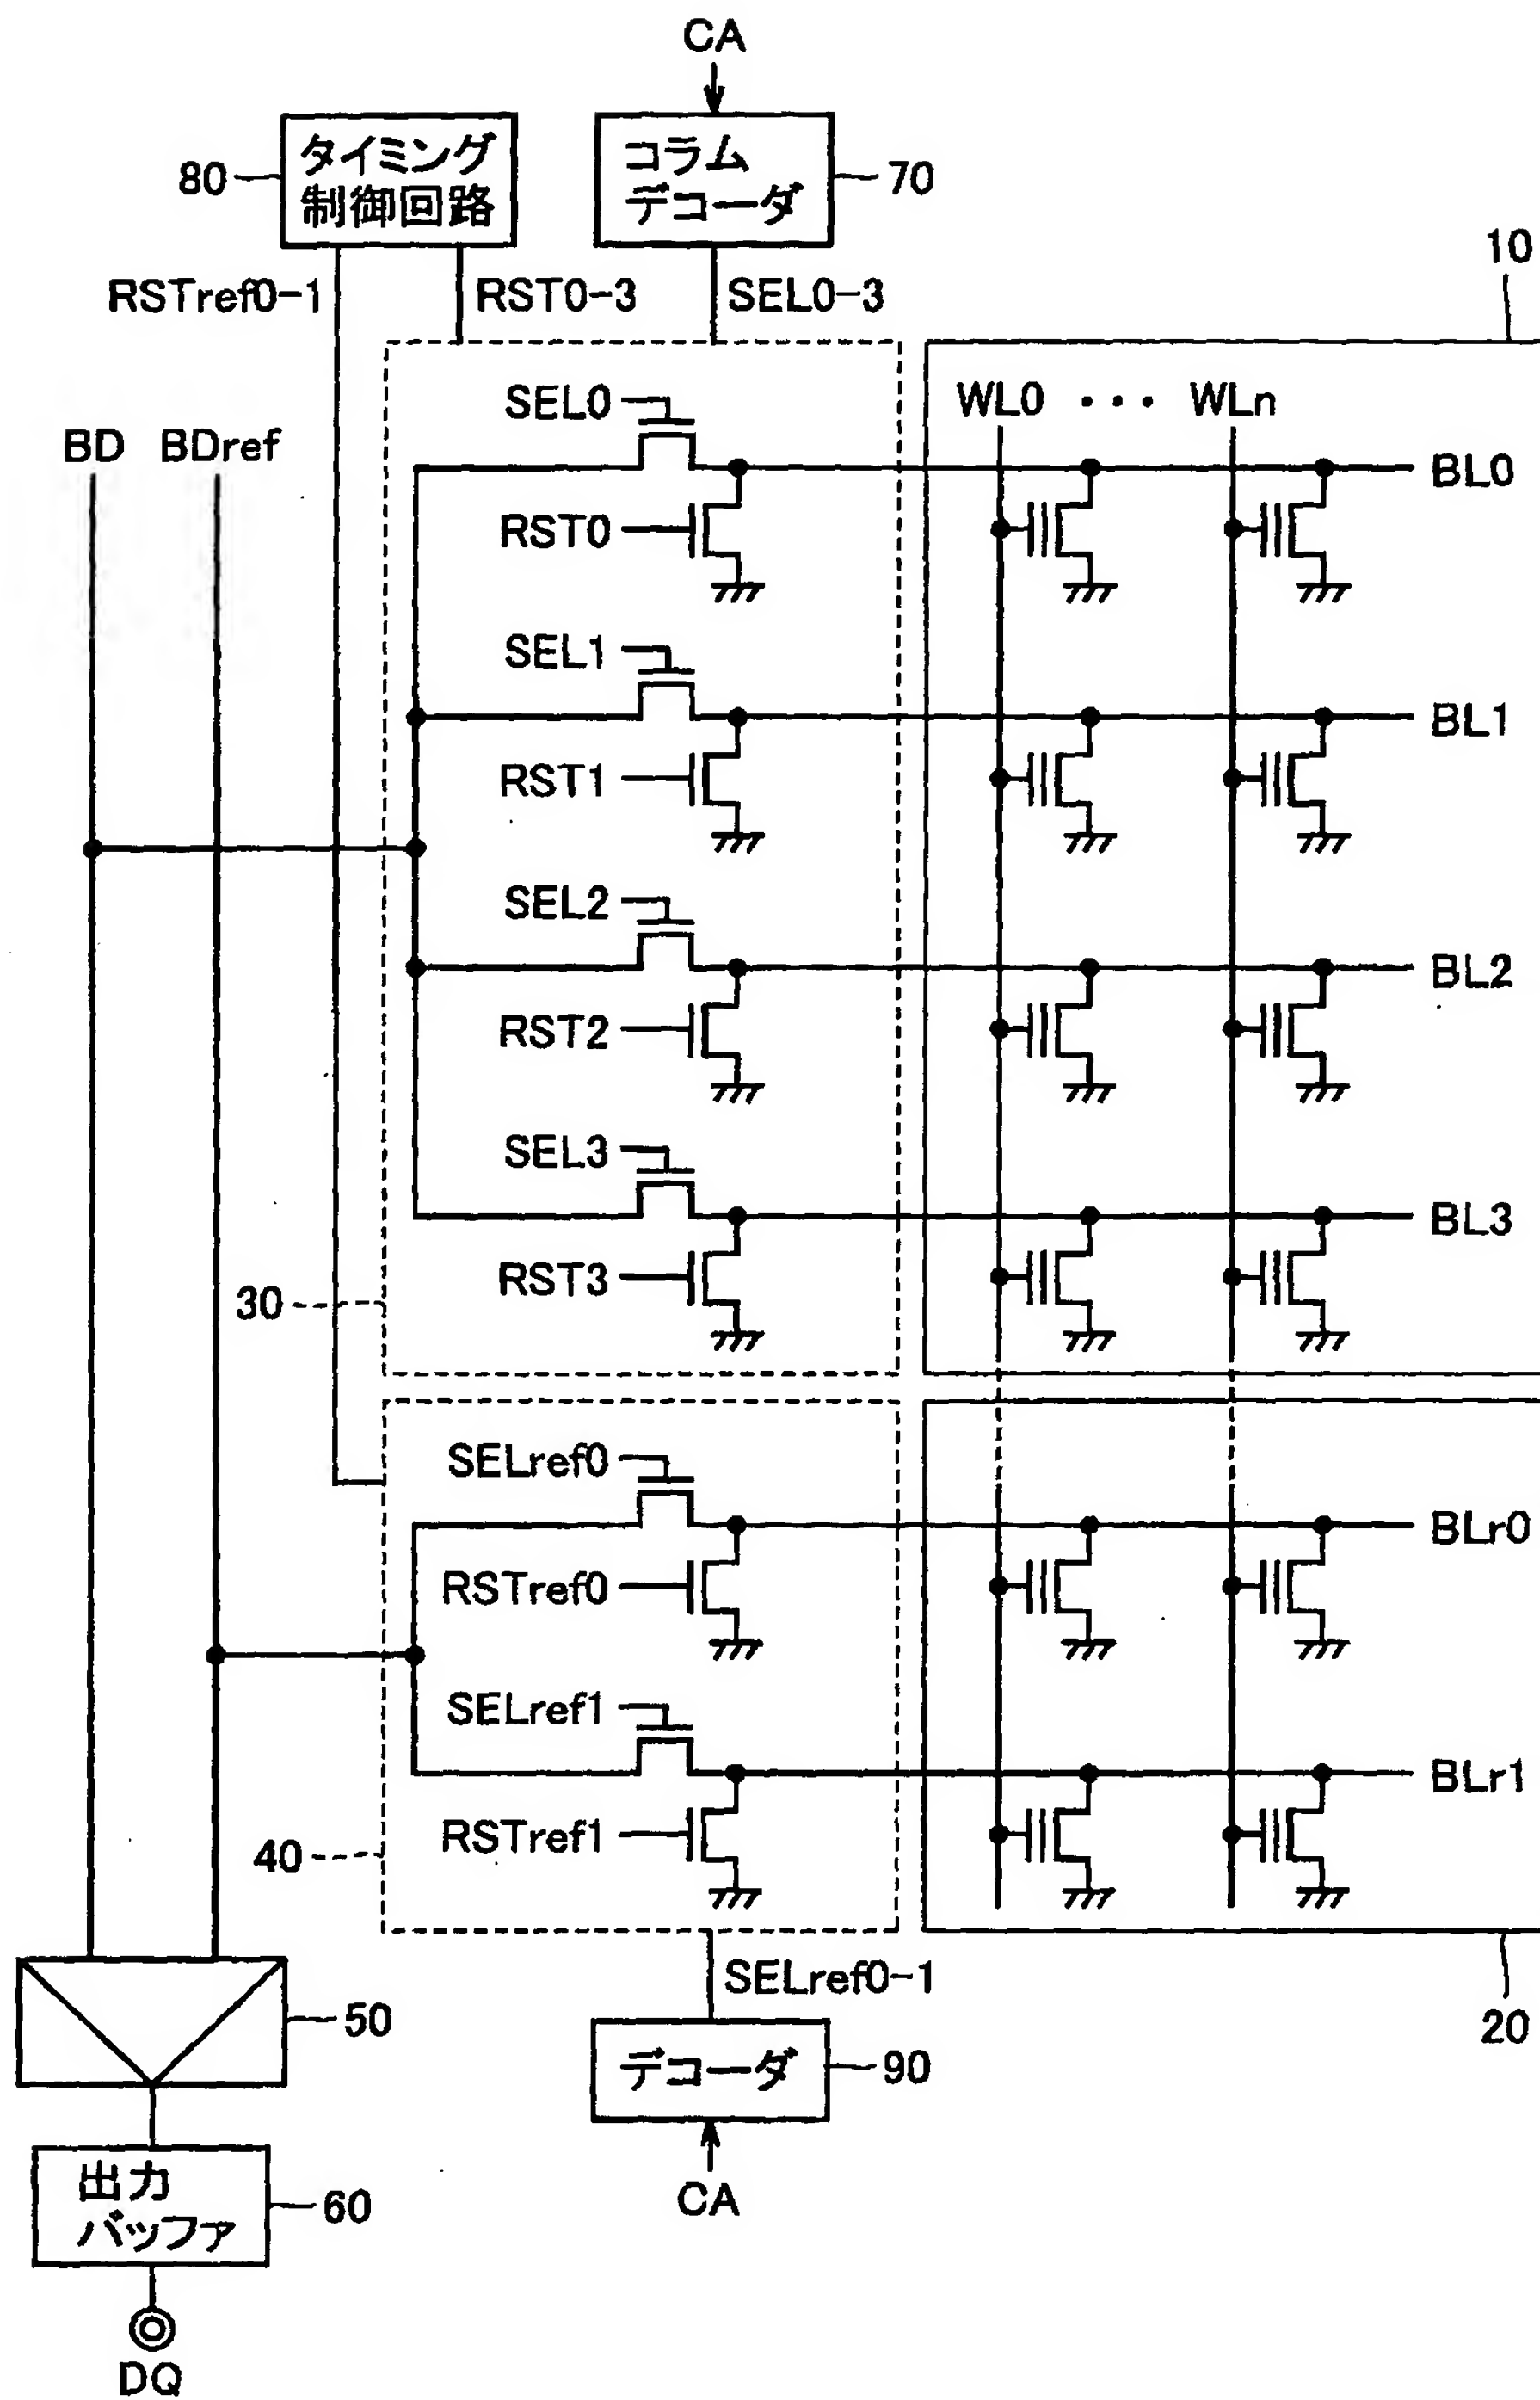 CA
タイミング
制御回路
80
コラム
デコーダ
70
10
RSTref0-1
RST0-3
SEL0-3
BD
BDref
SEL0
WL0 ・・・ WLn
BL0
RST0
SEL1
BL1
RST1
SEL2
BL2
RST2
SEL3
BL3
RST3
30
SELref0
BLr0
RSTref0
SELref1
BLr1
RSTref1
40
SELref0-1
50
デコーダ
90
20
CA
出力
バッファ
60
DQ